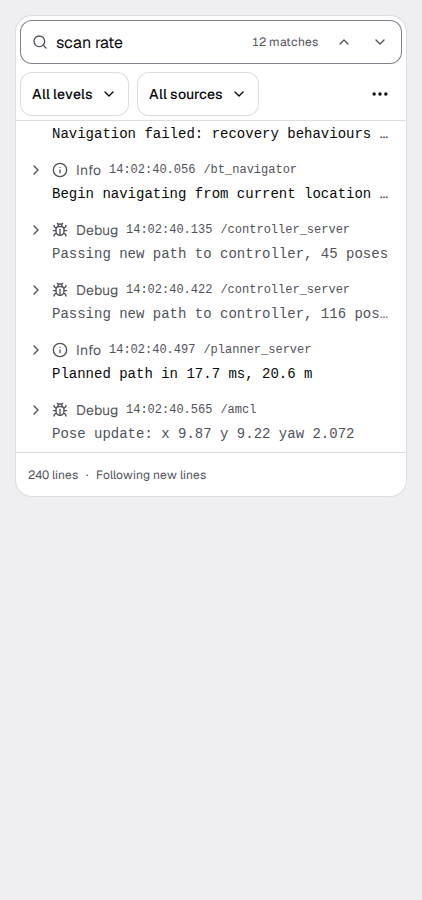 scan rate 12 matches
All levels All sources
Navigation failed: recovery behaviours …
Info 14:02:40.056 /bt_navigator
Begin navigating from current location …
Debug 14:02:40.135 /controller_server
Passing new path to controller, 45 poses
Debug 14:02:40.422 /controller_server
Passing new path to controller, 116 pos…
Info 14:02:40.497 /planner_server
Planned path in 17.7 ms, 20.6 m
Debug 14:02:40.565 /amcl
Pose update: x 9.87 y 9.22 yaw 2.072
240 lines · Following new lines